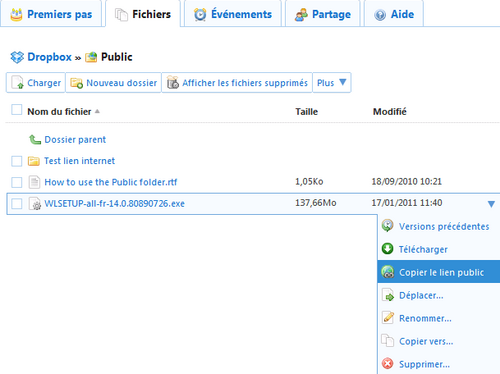 Premiers pas Fichiers Événements Partage Aide
Dropbox » Public
Charger Nouveau dossier Afficher les fichiers supprimés Plus ▼
Nom du fichier ▲ Taille Modifié
Dossier parent
Test lien internet
How to use the Public folder.rtf 1,05Ko 18/09/2010 10:21
WLSETUP-all-fr-14.0.80890726.exe 137,66Mo 17/01/2011 11:40
Versions précédentes
Télécharger
Copier le lien public
Déplacer...
Renommer...
Copier vers...
Supprimer...